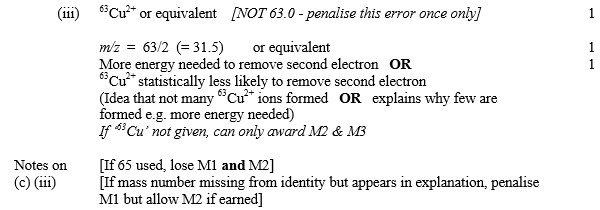 (iii) ⁶³Cu²⁺ or equivalent [NOT 63.0 - penalise this error once only] 1
m/z = 63/2 (= 31.5) or equivalent 1
More energy needed to remove second electron OR 1
⁶³Cu²⁺ statistically less likely to remove second electron
(Idea that not many ⁶³Cu²⁺ ions formed OR explains why few are
formed e.g. more energy needed)
If ‘⁶³Cu’ not given, can only award M2 & M3
Notes on [If 65 used, lose M1 and M2]
(c) (iii) [If mass number missing from identity but appears in explanation, penalise
M1 but allow M2 if earned]